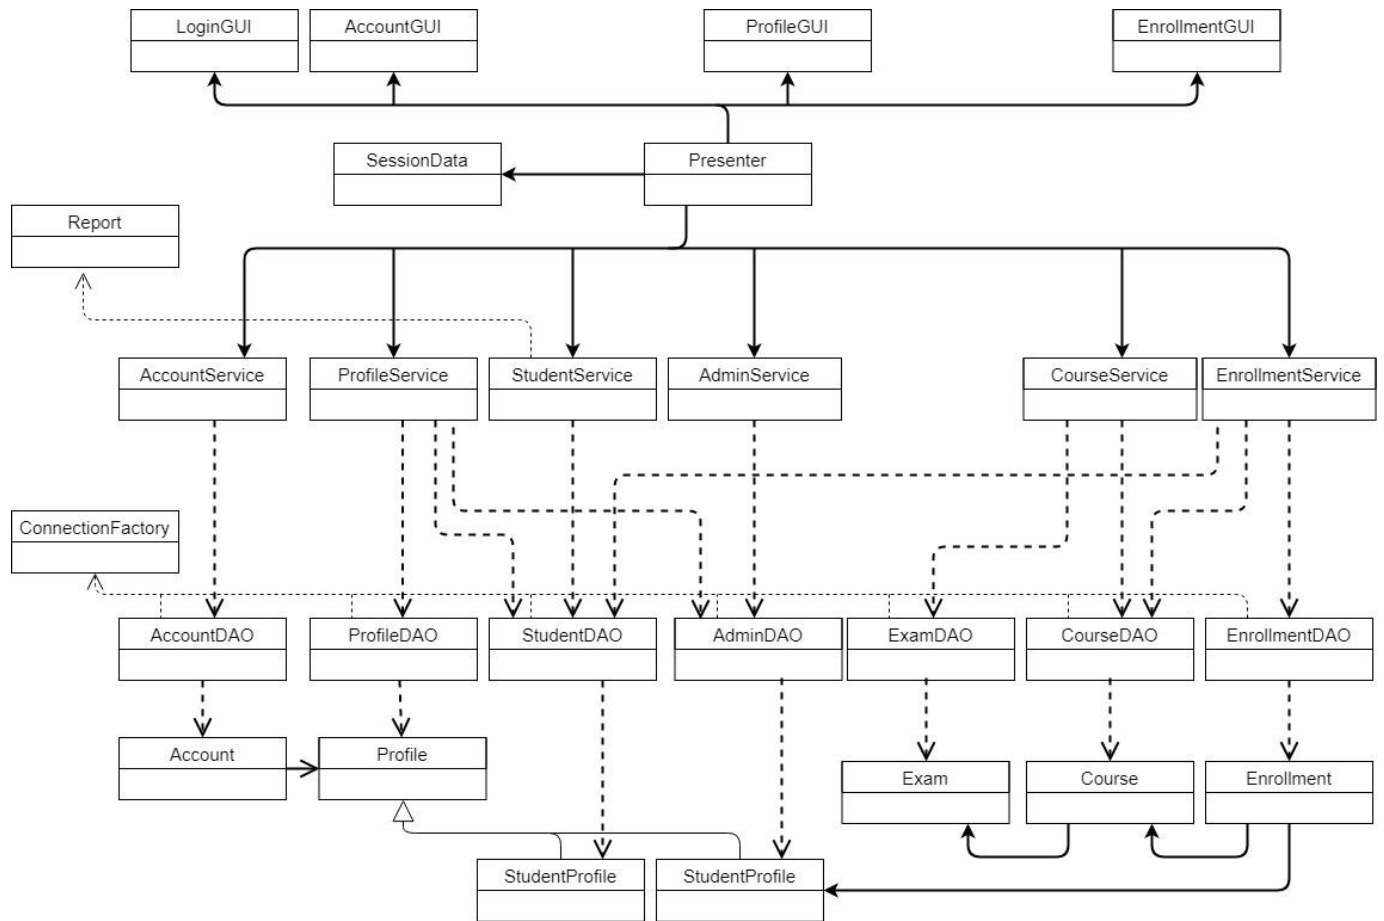 LoginGUI
AccountGUI
ProfileGUI
EnrollmentGUI
SessionData
Presenter
Report
AccountService
ProfileService
StudentService
AdminService
CourseService
EnrollmentService
ConnectionFactory
AccountDAO
ProfileDAO
StudentDAO
AdminDAO
ExamDAO
CourseDAO
EnrollmentDAO
Account
Profile
Exam
Course
Enrollment
StudentProfile
StudentProfile